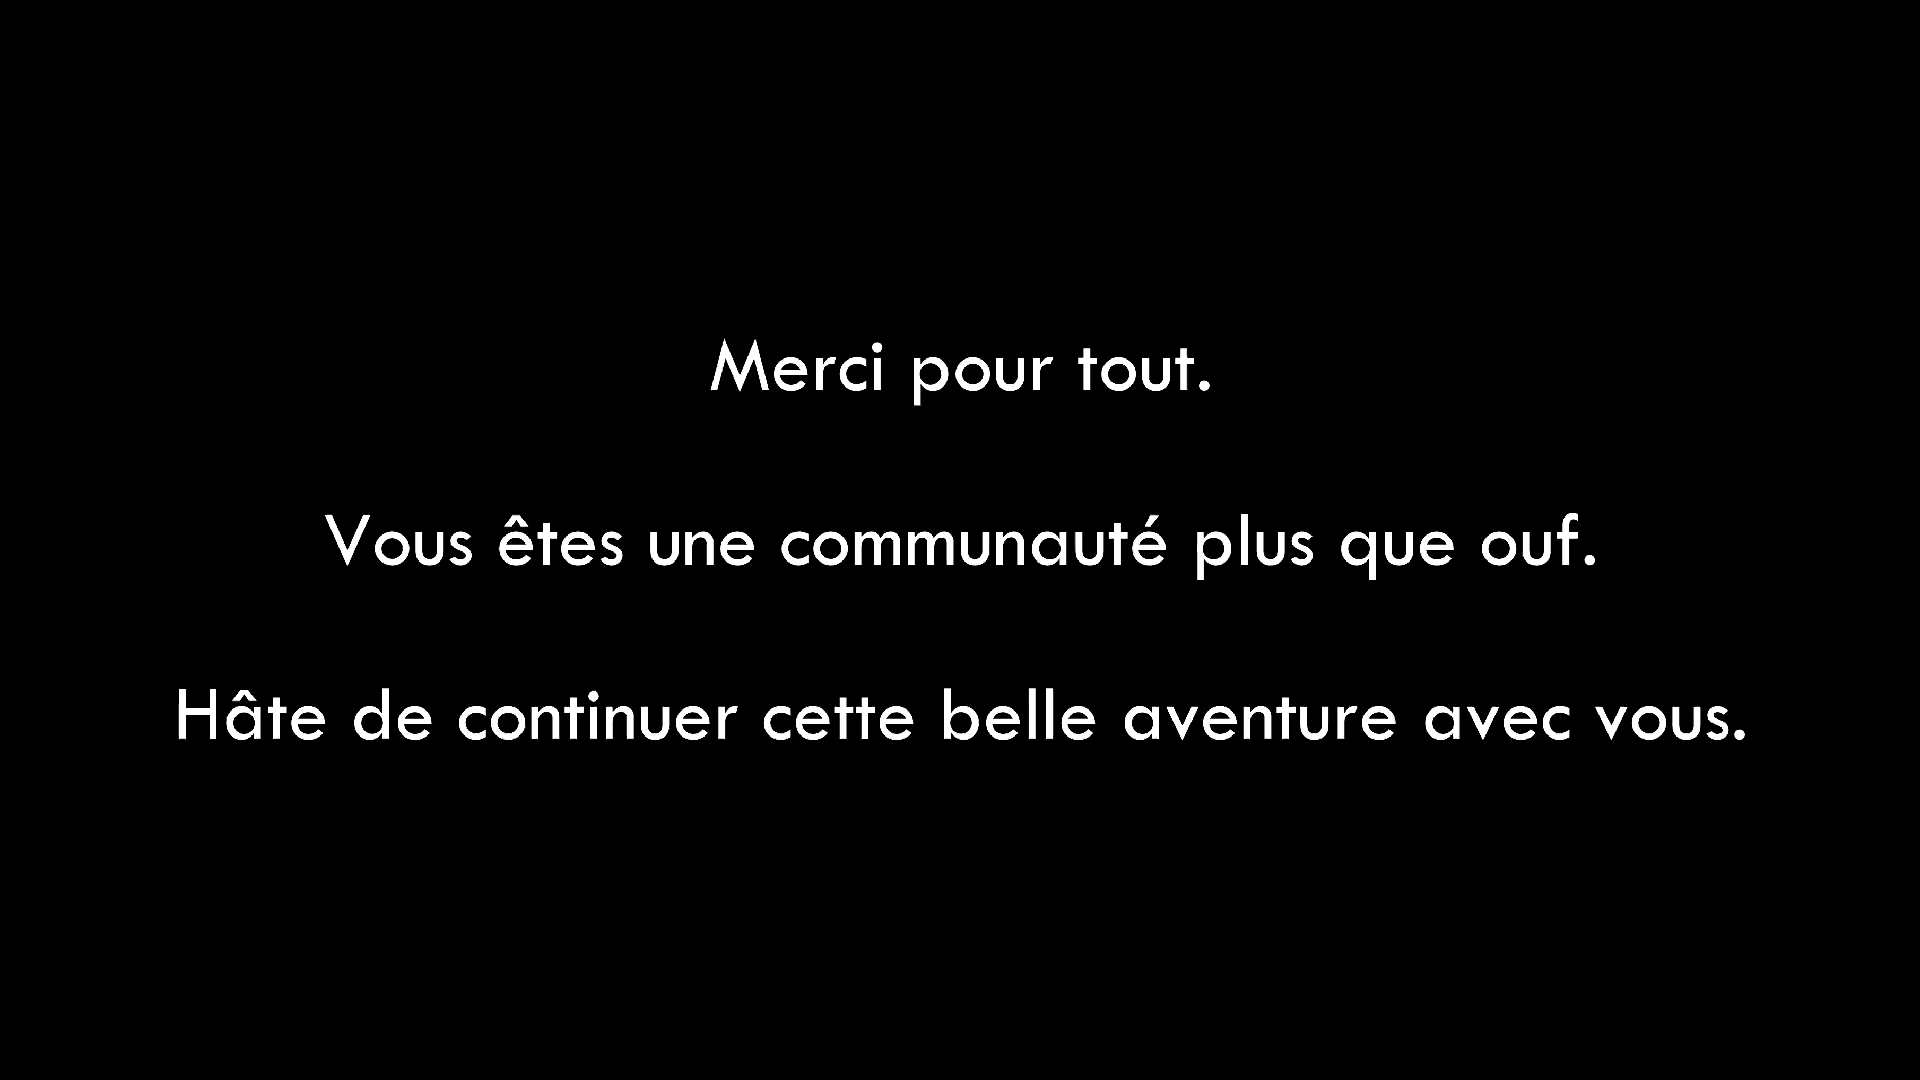 Merci pour tout.
Vous êtes une communauté plus que ouf.
Hâte de continuer cette belle aventure avec vous.